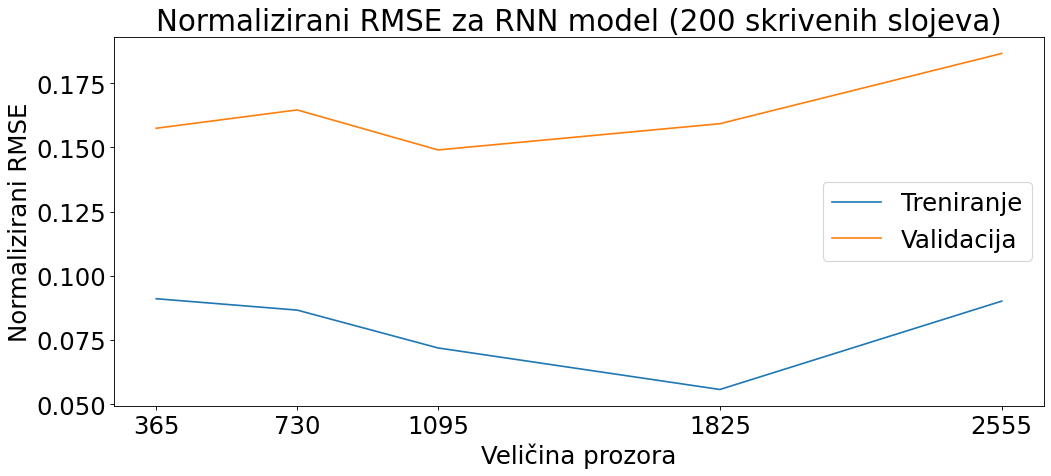 Normalizirani RMSE za RNN model (200 skrivenih slojeva)
Normalizirani RMSE
0.175
0.150
0.125
0.100
0.075
0.050
Treniranje
Validacija
365 730 1095 1825 2555
Veličina prozora